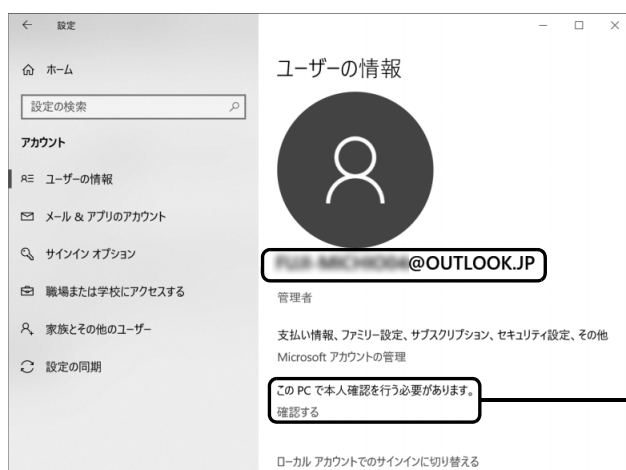 設定
ホーム
設定の検索
アカウント
ユーザーの情報
メール & アプリのアカウント
サインイン オプション
職場または学校にアクセスする
家族とその他のユーザー
設定の同期
ユーザーの情報
@OUTLOOK.JP
管理者
支払い情報、ファミリー設定、サブスクリプション、セキュリティ設定、その他
Microsoft アカウントの管理
この PC で本人確認を行う必要があります。
確認する
ローカル アカウントでのサインインに切り替える